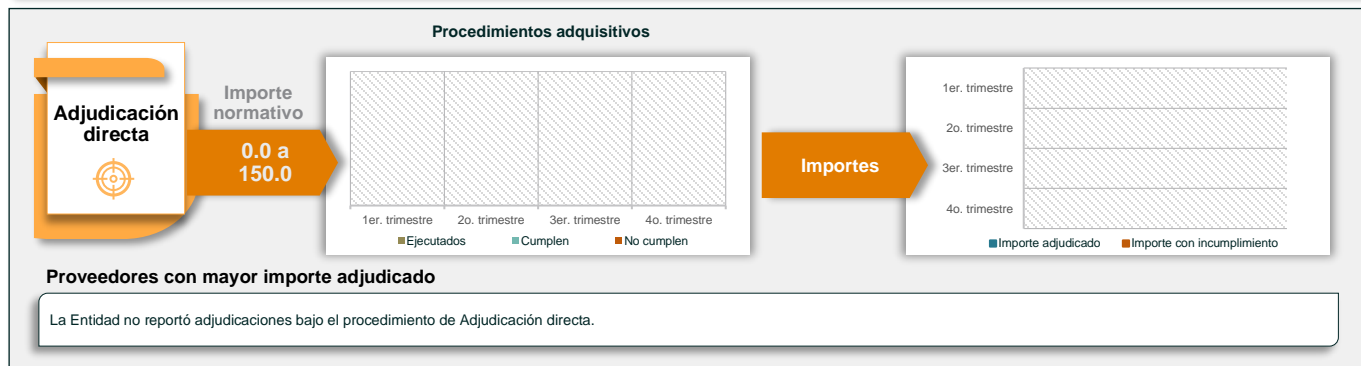 Procedimientos adquisitivos
Adjudicación
directa
Importe
normativo
0.0 a
150.0
1er. trimestre 2o. trimestre 3er. trimestre 4o. trimestre
Ejecutados Cumplen No cumplen
Importes
1er. trimestre
2o. trimestre
3er. trimestre
4o. trimestre
Importe adjudicado Importe con incumplimiento
Proveedores con mayor importe adjudicado
La Entidad no reportó adjudicaciones bajo el procedimiento de Adjudicación directa.